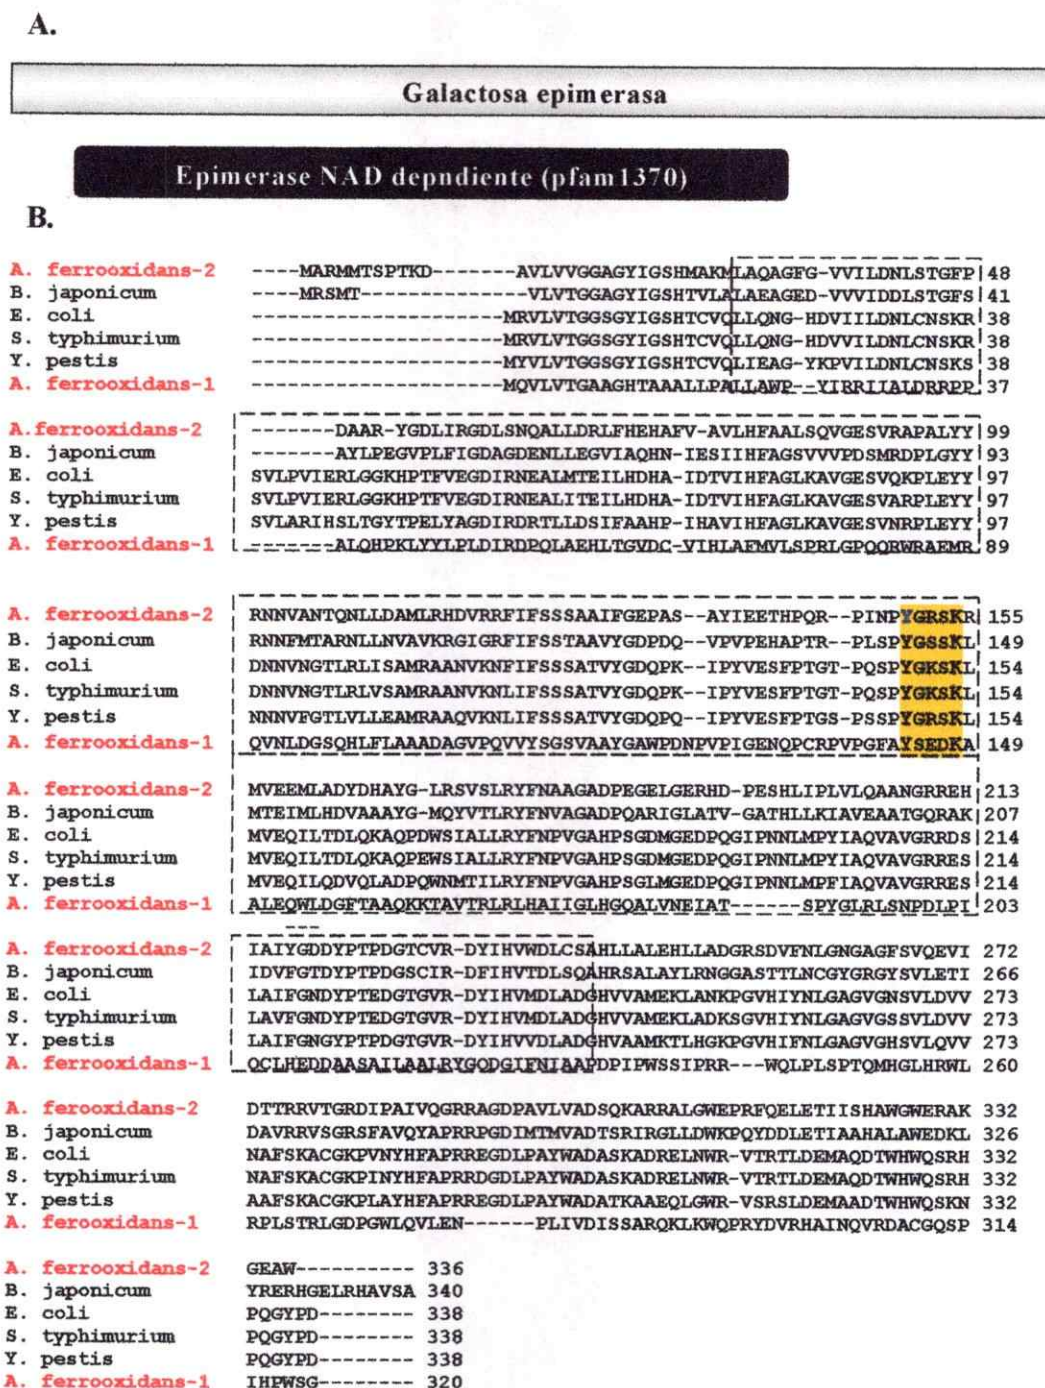 A.
Galactosa epimerasa
Epimerase NAD depndiente (pfam1370)
B.
A. ferrooxidans-2 ----MARMMTSPTKD-------AVLVVGGAGYIGSHMAKMLAQAGFG-VVILDNLSTGFP 48
B. japonicum ----MRSMT--------------VLVTGGAGYIGSHTVLALAEAGED-VVVIDDLSTGFS 41
E. coli ---------------------MRVLVTGGSGYIGSHTCVQLLQNG-HDVVILDNLCNSKR 38
S. typhimurium ---------------------MRVLVTGGSGYIGSHTCVQLLQNG-HDVVILDNLCNSKR 38
Y. pestis ---------------------MYVLVTGGSGYIGSHTCVQLIEAG-YKPVILDNLCNSKS 38
A. ferrooxidans-1 ---------------------MQVLVTGAAGHTAAALLPALLAWP--YIRRIIALDRRPP 37
A.ferrooxidans-2 -------DAAR-YGDLIRGDLSNQALLDRLFHEHAFV-AVLHFAALSQVGESVRAPALYY 99
B. japonicum -------AYLPEGVPLFIGDAGDENLLEGVIAQHN-IESIIHFAGSVVVPDSMRDPLGYY 93
E. coli SVLPVIERLGGKHPTFVEGDIRNEALMTEILHDHA-IDTVIHFAGLKAVGESVQKPLEYY 97
S. typhimurium SVLPVIERLGGKHPTFVEGDIRNEALITEILHDHA-IDTVIHFAGLKAVGESVARPLEYY 97
Y. pestis SVLARIHSLTGYTPELYAGDIRDRTLLDSIFAAHP-IHAVIHFAGLKAVGESVNRPLEYY 97
A. ferrooxidans-1 -------ALQHPKLYYLPLDIRDPQLAEHLTGVDC-VIHLAFMVLSPRLGPQQRWRAEMR 89
A. ferrooxidans-2 RNNVANTQNLLDAMLRHDVRRFIFSSSAAIFGEPAS--AYIEETHPQR--PINPYGRSKR 155
B. japonicum RNNFMTARNLLNVAVKRGIGRFIFSSTAAVYGDPDQ--VPVPEHAPTR--PLSPYGSSKL 149
E. coli DNNVNGTLRLISAMRAANVKNFIFSSSATVYGDQPK--IPYVESFPTGT-PQSPYGKSKL 154
S. typhimurium DNNVNGTLRLVSAMRAANVKNLIFSSSATVYGDQPK--IPYVESFPTGT-PQSPYGKSKL 154
Y. pestis NNNVFGTLVLLEAMRAAQVKNLIFSSSATVYGDQPQ--IPYVESFPTGS-PSSPYGRSKL 154
A. ferrooxidans-1 QVNLDGSQHLFLAAADAGVPQVVYSGSVAAYGAWPDNPVPIGENQPCRPVPGFAYSEDKA 149
A. ferrooxidans-2 MVEEMLADYDHAYG-LRSVSLRYFNAAGADPEGELGERHD-PESHLIPLVLQAANGRREH 213
B. japonicum MTEIMLHDVAAAYG-MQYVTLRYFNVAGADPQARIGLATV-GATHLLKIAVEAATGQRAK 207
E. coli MVEQILTDLQKAQPDWSIALLRYFNPVGAHPSGDMGEDPQGIPNNLMPYIAQVAVGRRDS 214
S. typhimurium MVEQILTDLQKAQPEWSIALLRYFNPVGAHPSGDMGEDPQGIPNNLMPYIAQVAVGRRES 214
Y. pestis MVEQILQDVQLADPQWNMTILRYFNPVGAHPSGLMGEDPQGIPNNLMPFIAQVAVGRRES 214
A. ferrooxidans-1 ALEQWLDGFTAAQKKTAVTRLRLHAIIGLHGQALVNEIAT------SPYGLRLSNPDLPI 203
A. ferrooxidans-2 IAIYGDDYPTPDGTCVR-DYIHVWDLCSAHLLALEHLLADGRSDVFNLGNGAGFSVQEVI 272
B. japonicum IDVFGTDYPTPDGSCIR-DFIHVTDLSQAHRSALAYLRNGGASTTLNCGYGRGYSVLETI 266
E. coli LAIFGNDYPTEDGTGVR-DYIHVMDLADGHVVAMEKLANKPGVHIYNLGAGVGNSVLDVV 273
S. typhimurium LAVFGNDYPTEDGTGVR-DYIHVMDLADGHVVAMEKLADKSGVHIYNLGAGVGSSVLDVV 273
Y. pestis LAIFGNGYPTPDGTGVR-DYIHVVDLADGHVAAMKTLHGKPGVHIFNLGAGVGHSVLQVV 273
A. ferrooxidans-1 QCLHEDDAASAILAALRYGQDGIFNIAAPDPIPWSSIPRR---WQLPLSPTQMHGLHRWL 260
A. ferooxidans-2 DTTRRVTGRDIPAIVQGRRAGDPAVLVADSQKARRALGWEPRFQELETIISHAWGWERAK 332
B. japonicum DAVRRVSGRSFAVQYAPRRPGDIMTMVADTSRIRGLLDWKPQYDDLETIAAHALAWEDKL 326
E. coli NAFSKACGKPVNYHFAPRREGDLPAYWADASKADRELNWR-VTRTLDEMAQDTWHWQSRH 332
S. typhimurium NAFSKACGKPINYHFAPRRDGDLPAYWADASKADRELNWR-VTRTLDEMAQDTWHWQSRH 332
Y. pestis AAFSKACGKPLAYHFAPRREGDLPAYWADATKAAEQLGWR-VSRSLDEMAADTWHWQSKN 332
A. ferooxidans-1 RPLSTRLGDPGWLQVLEN------PLIVDISSARQKLKWQPRYDVRHAINQVRDACGQSP 314
A. ferrooxidans-2 GEAW---------- 336
B. japonicum YRERHGELRHAVSA 340
E. coli PQGYPD-------- 338
S. typhimurium PQGYPD-------- 338
Y. pestis PQGYPD-------- 338
A. ferrooxidans-1 IHPWSG-------- 320